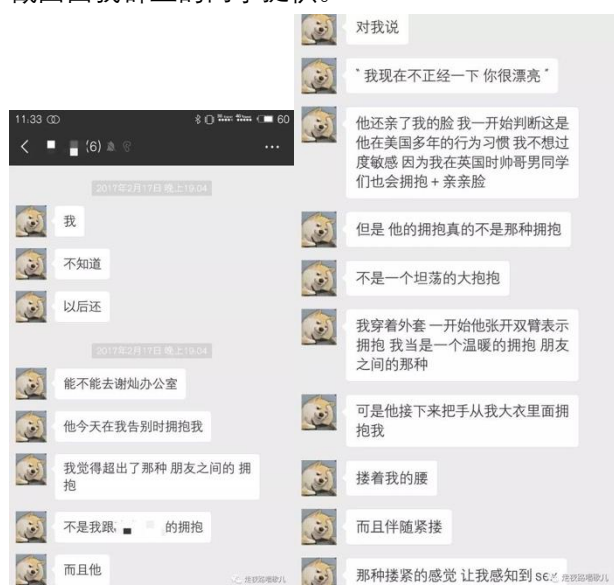 对我说
“我现在不正经一下 你很漂亮”
他还亲了我的脸 我一开始判断这是
他在美国多年的行为习惯 我不想过
度敏感 因为我在英国时帅哥男同学
们也会拥抱+亲亲脸
但是 他的拥抱真的不是那种拥抱
不是一个坦荡的大抱抱
我穿着外套 一开始他张开双臂表示
拥抱 我当是一个温暖的拥抱 朋友
之间的那种
可是他接下来把手从我大衣里面拥
抱我
搂着我的腰
而且伴随紧搂
那种搂紧的感觉 让我感知到
11:33
60
(6)
2017年2月17日 晚上19:04
我
不知道
以后还
2017年2月17日 晚上19:04
能不能去谢灿办公室
他今天在我告别时拥抱我
我觉得超出了那种 朋友之间的 拥
抱
不是我跟 的拥抱
而且他